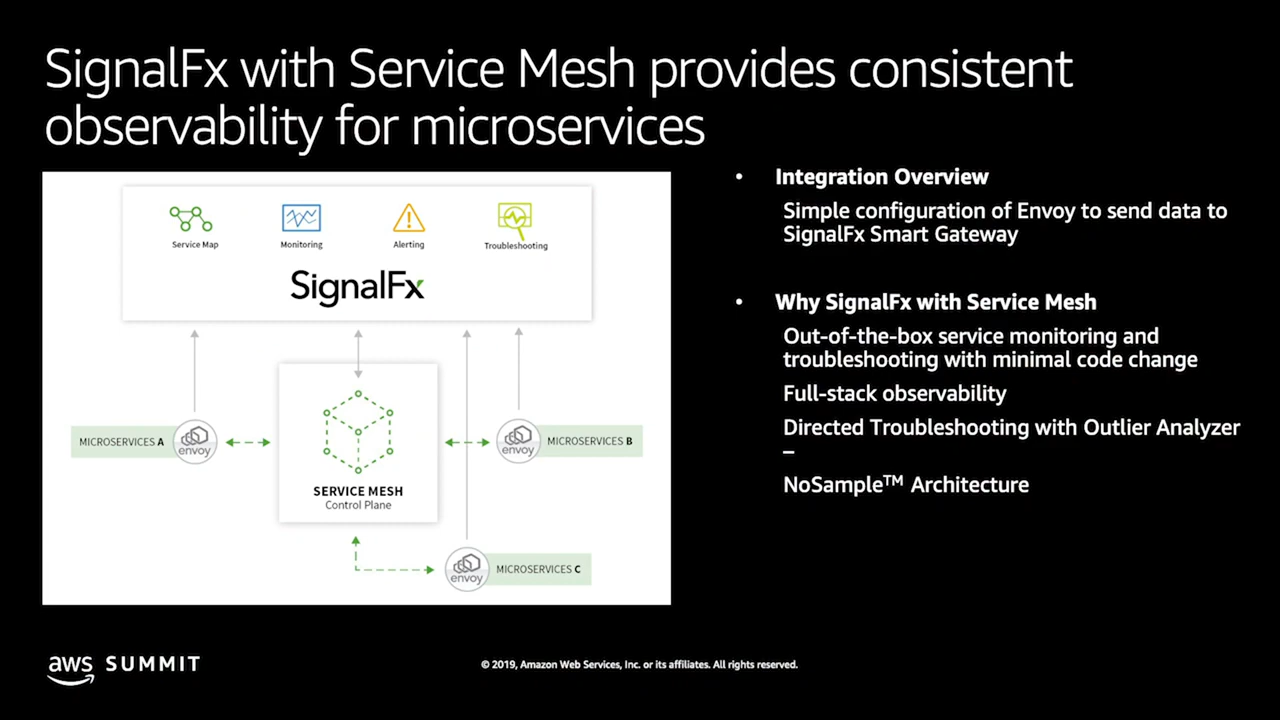 SignalFx with Service Mesh provides consistent
observability for microservices
Service Map
Monitoring
Alerting
Troubleshooting
SignalFx
MICROSERVICES A
envoy
SERVICE MESH
Control Plane
envoy
MICROSERVICES B
envoy
MICROSERVICES C
• Integration Overview
Simple configuration of Envoy to send data to
SignalFx Smart Gateway
• Why SignalFx with Service Mesh
Out-of-the-box service monitoring and
troubleshooting with minimal code change
Full-stack observability
Directed Troubleshooting with Outlier Analyzer
–
NoSample™ Architecture
aws SUMMIT
© 2019, Amazon Web Services, Inc. or its affiliates. All rights reserved.